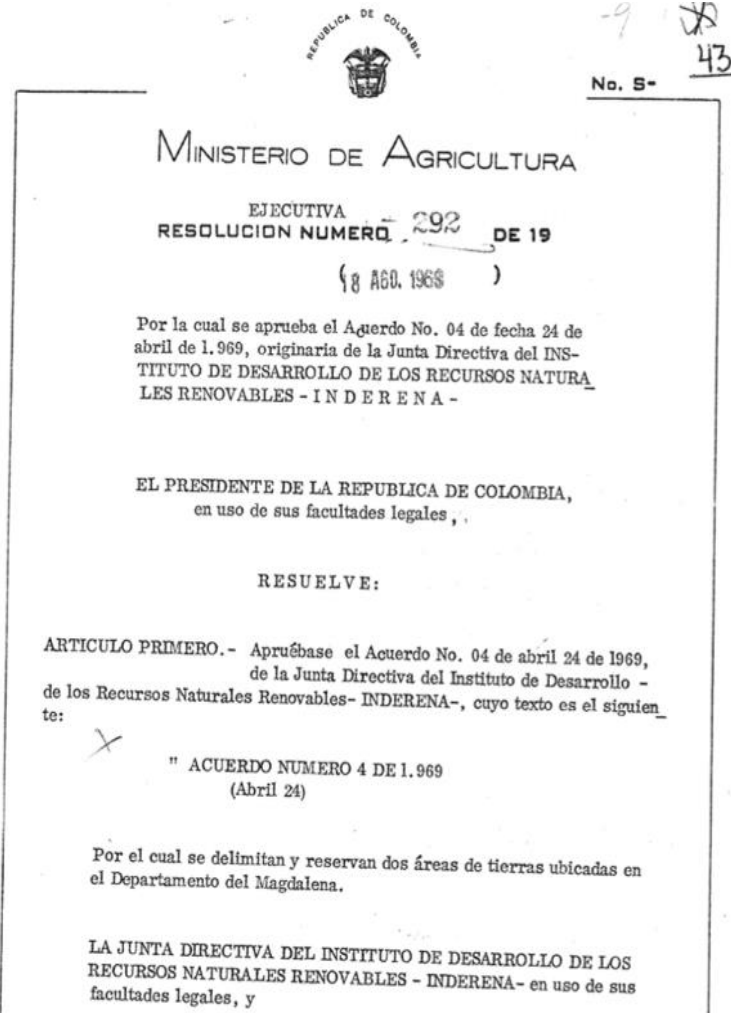 -9
43
REPUBLICA DE COLOMBIA
No. S-
MINISTERIO DE AGRICULTURA
EJECUTIVA
RESOLUCION NUMERO 292 DE 19
(18 AGO. 1969 )
Por la cual se aprueba el Acuerdo No. 04 de fecha 24 de
abril de 1.969, originaria de la Junta Directiva del INS-
TITUTO DE DESARROLLO DE LOS RECURSOS NATURA
LES RENOVABLES - I N D E R E N A -
EL PRESIDENTE DE LA REPUBLICA DE COLOMBIA,
en uso de sus facultades legales ,
RESUELVE:
ARTICULO PRIMERO.- Apruébase el Acuerdo No. 04 de abril 24 de 1969,
de la Junta Directiva del Instituto de Desarrollo -
de los Recursos Naturales Renovables- INDERENA-, cuyo texto es el siguien
te:
" ACUERDO NUMERO 4 DE 1.969
(Abril 24)
Por el cual se delimitan y reservan dos áreas de tierras ubicadas en
el Departamento del Magdalena.
LA JUNTA DIRECTIVA DEL INSTITUTO DE DESARROLLO DE LOS
RECURSOS NATURALES RENOVABLES - INDERENA- en uso de sus
facultades legales, y